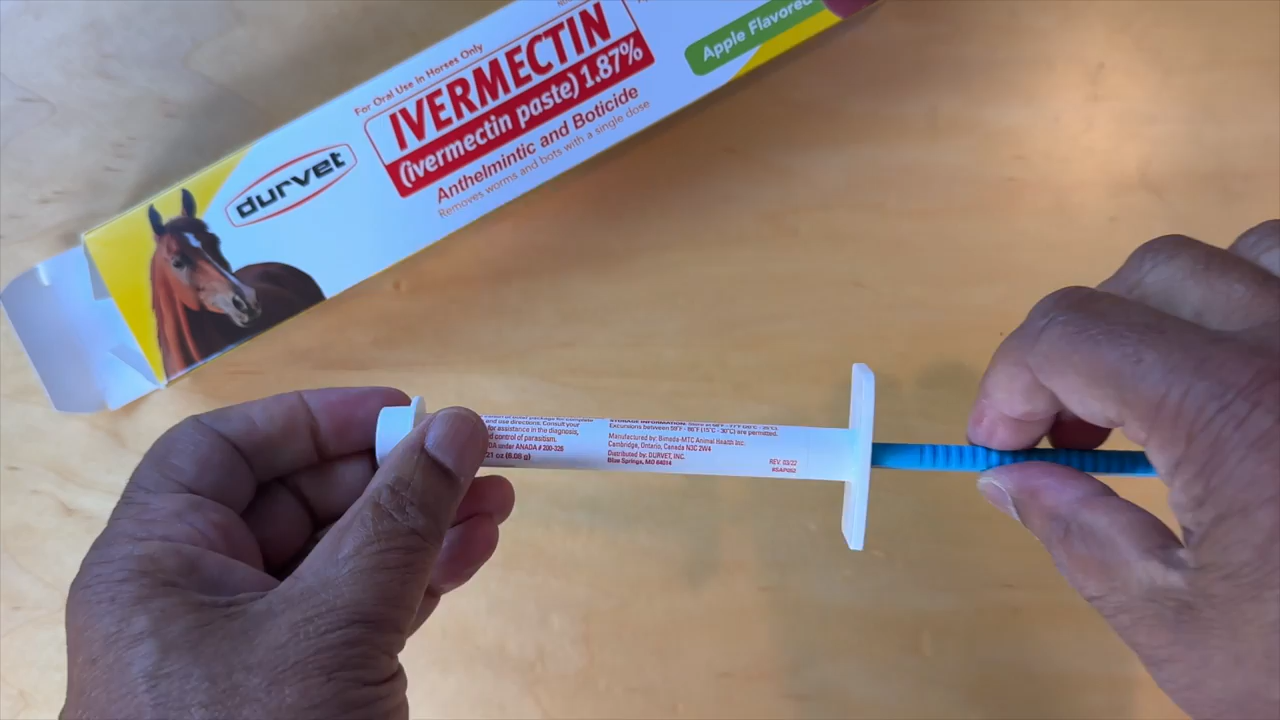 For Oral Use in Horses Only
IVERMECTIN
(ivermectin paste) 1.87%
Anthelmintic and Boticide
Removes worms and bots with a single dose
Apple Flavored
durvet
and use directions. Consult your
for assistance in the diagnosis,
d control of parasitism.
DA under ANADA # 200-326
21 oz (6.08 g)
STORAGE INFORMATION:
Excursions between 59°F - 86°F (15°C - 30°C) are permitted.
Manufactured by: Bimeda-MTC Animal Health Inc.
Cambridge, Ontario, Canada N3C 2W4
Distributed by: DURVET, INC.
Blue Springs, MO 64014
REV. 03/22